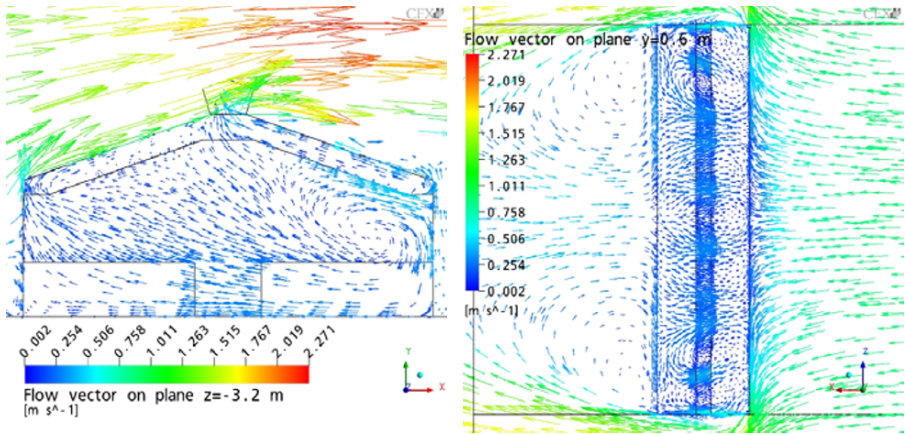 CFX
0.002 0.254 0.506 0.758 1.011 1.263 1.515 1.767 2.019 2.271
Flow vector on plane z=-3.2 m
[m s^-1]
Y
Z
X
CFX
Flow vector on plane y=0.6 m
2.271
2.019
1.767
1.515
1.263
1.011
0.758
0.506
0.254
0.002
[m s^-1]
Z
X
Y